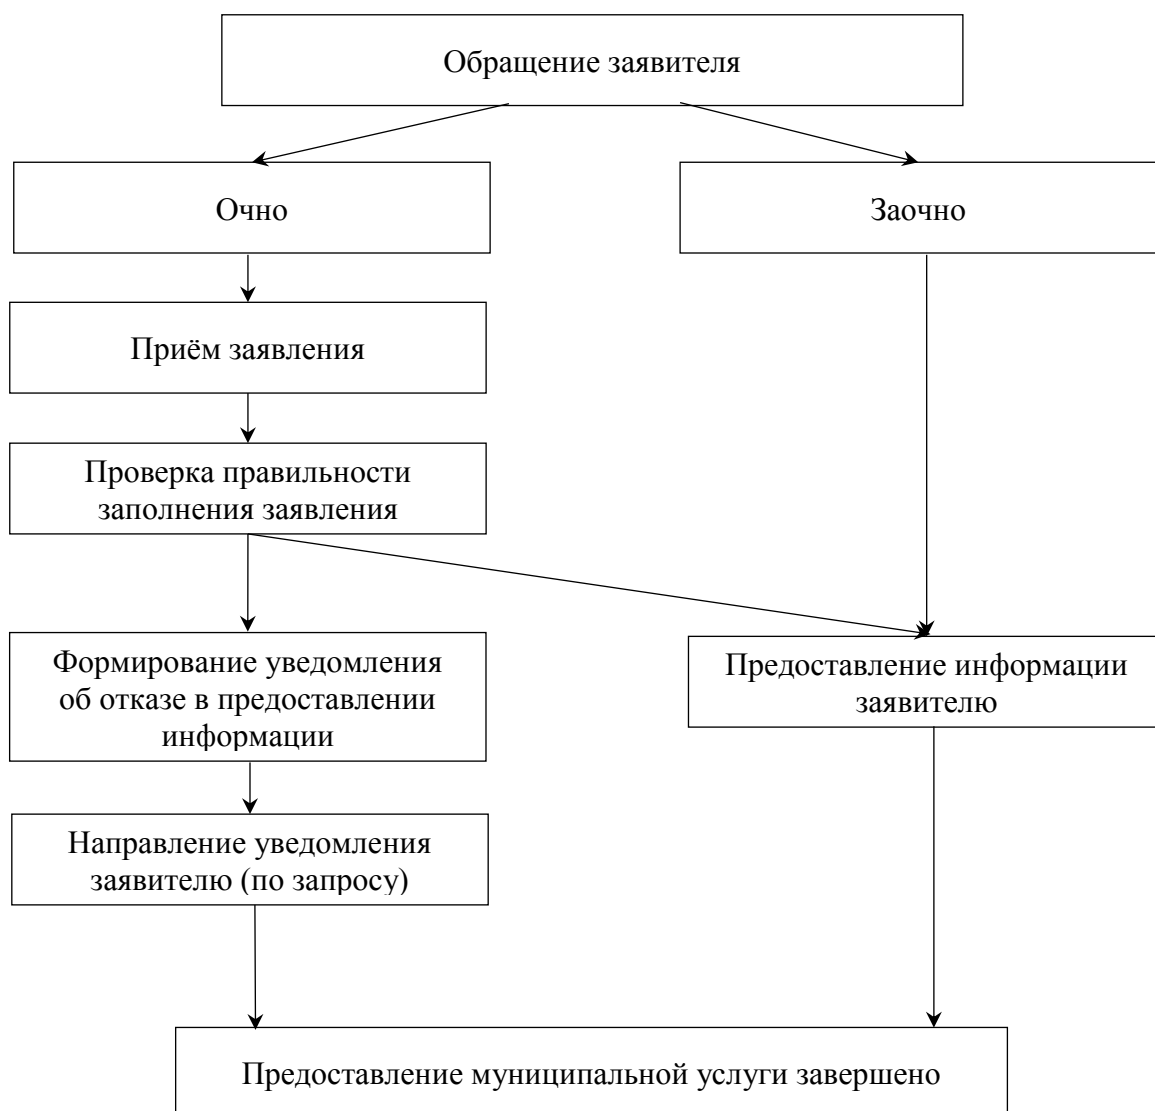 Обращение заявителя
Очно
Заочно
Приём заявления
Проверка правильности
заполнения заявления
Формирование уведомления
об отказе в предоставлении
информации
Предоставление информации
заявителю
Направление уведомления
заявителю (по запросу)
Предоставление муниципальной услуги завершено